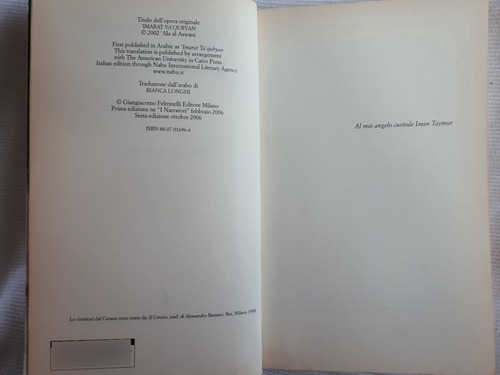 Titolo dell'opera originale
'IMARAT YA'QUBYAN
© 2002 'Ala al-Aswani
First published in Arabic as 'Imarat Ya'qubyan
This translation is published by arrangement
with The American University in Cairo Press
Italian edition through Nabu International Literary Agency
www.nabu.it
Traduzione dall'arabo di
BIANCA LONGHI
© Giangiacomo Feltrinelli Editore Milano
Prima edizione ne "I Narratori" febbraio 2006
Sesta edizione ottobre 2006
ISBN 88-07-01696-6
Le citazioni dal Corano sono tratte da: Il Corano, trad. di Alessandro Bausani, Bur, Milano 1988
Al mio angelo custode Iman Taymur